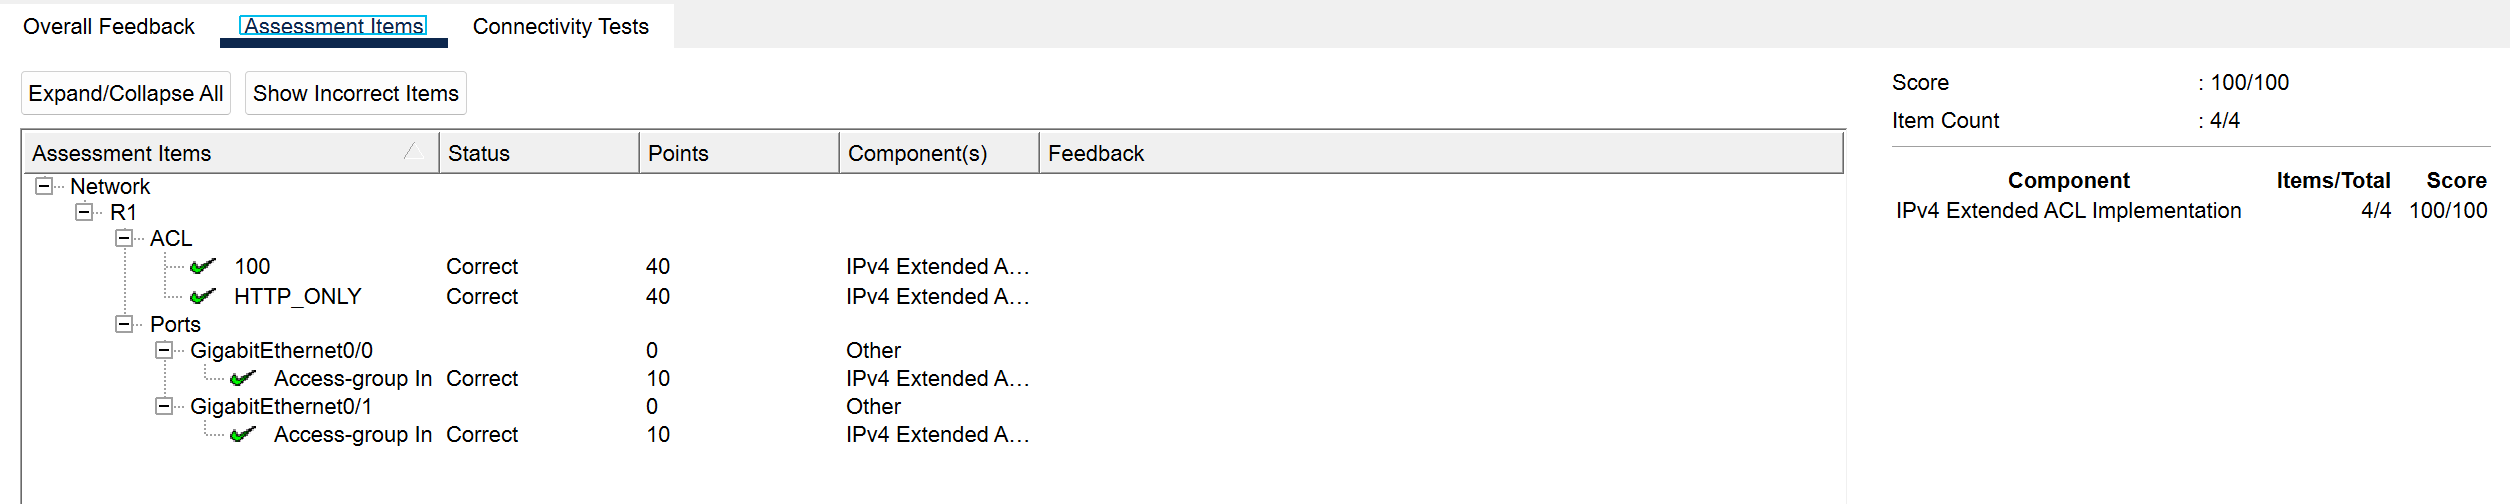 Overall Feedback Assessment Items Connectivity Tests
Expand/Collapse All Show Incorrect Items
Assessment Items Status Points Component(s) Feedback
Network
R1
ACL
100 Correct 40 IPv4 Extended A...
HTTP_ONLY Correct 40 IPv4 Extended A...
Ports
GigabitEthernet0/0 0 Other
Access-group In Correct 10 IPv4 Extended A...
GigabitEthernet0/1 0 Other
Access-group In Correct 10 IPv4 Extended A...
Score : 100/100
Item Count : 4/4
Component Items/Total Score
IPv4 Extended ACL Implementation 4/4 100/100